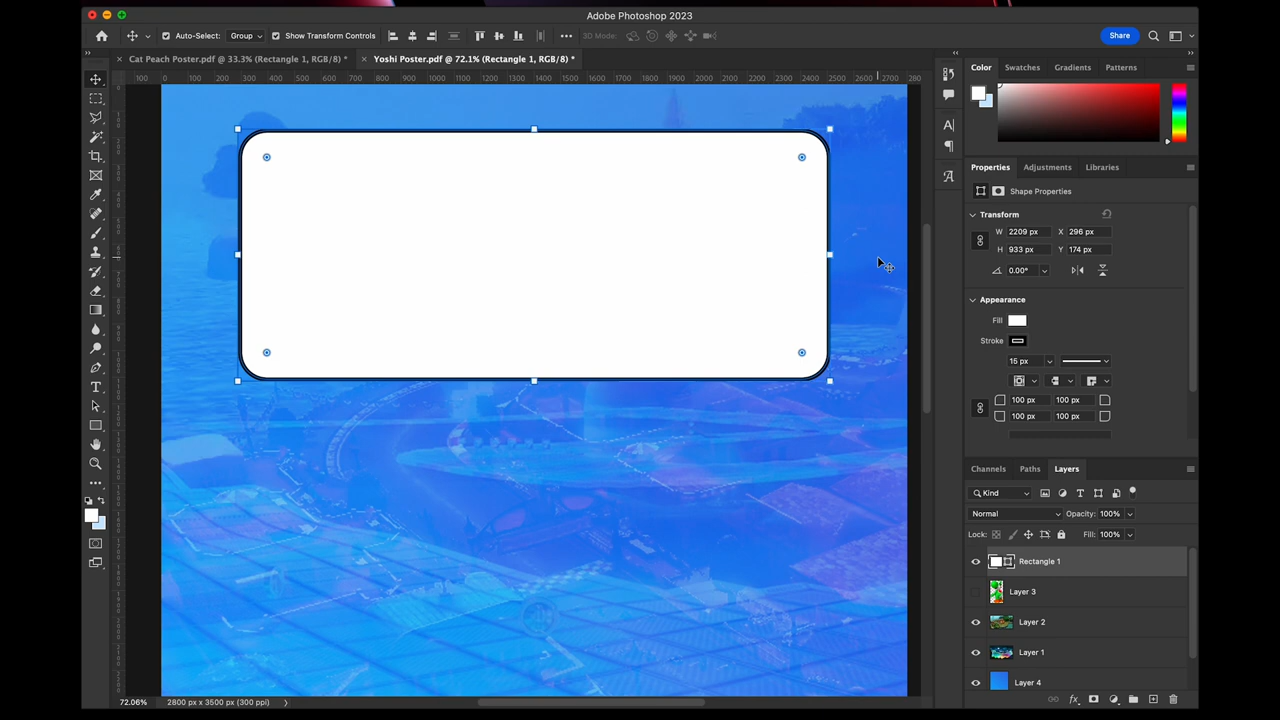 Adobe Photoshop 2023
Auto-Select: Group Show Transform Controls 3D Mode: Share
Cat Peach Poster.pdf @ 33.3% (Rectangle 1, RGB/8) * Yoshi Poster.pdf @ 72.1% (Rectangle 1, RGB/8) *
100 0 100 200 300 400 500 600 700 800 900 1000 1100 1200 1300 1400 1500 1600 1700 1800 1900 2000 2100 2200 2300 2400 2500 2600 2700 280
Color Swatches Gradients Patterns
Properties Adjustments Libraries
Shape Properties
Transform
W 2209 px X 296 px
H 933 px Y 174 px
0.00°
Appearance
Fill
Stroke
15 px
100 px 100 px
100 px 100 px
Channels Paths Layers
Kind
Normal Opacity: 100%
Lock: Fill: 100%
Rectangle 1
Layer 3
Layer 2
Layer 1
Layer 4
72.06% 2800 px x 3500 px (300 ppi)